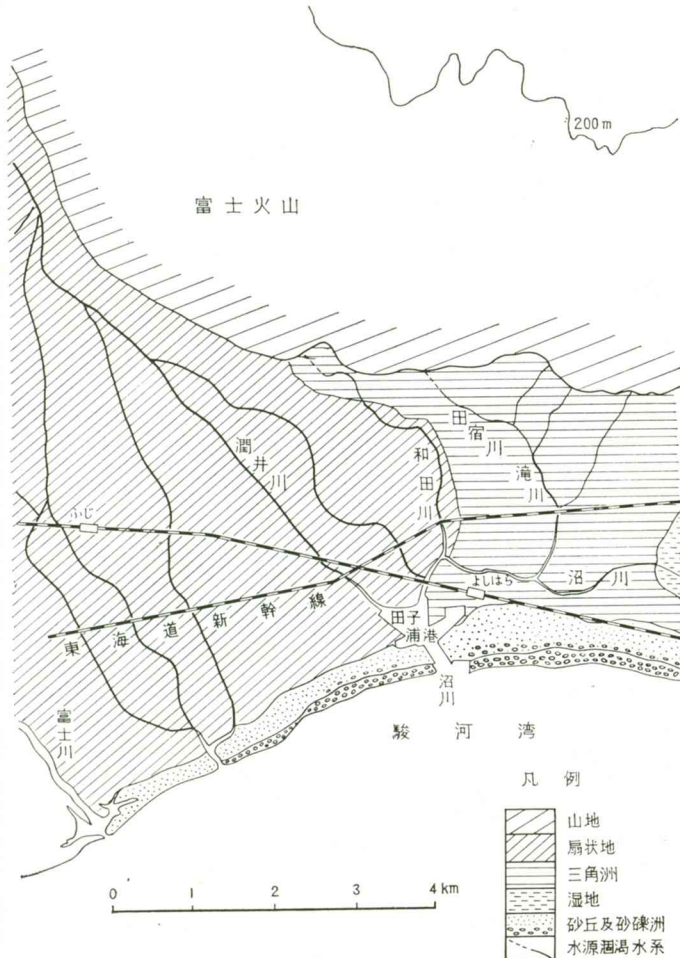 200m
富士火山
潤井川
和田川
田宿川
滝川
ふじ
よしはら
沼川
東海道新幹線
田子
浦港
沼川
富士川
駿河湾
凡例
山地
扇状地
三角洲
湿地
砂丘及砂礫洲
水源涸渇水系
0 1 2 3 4 km